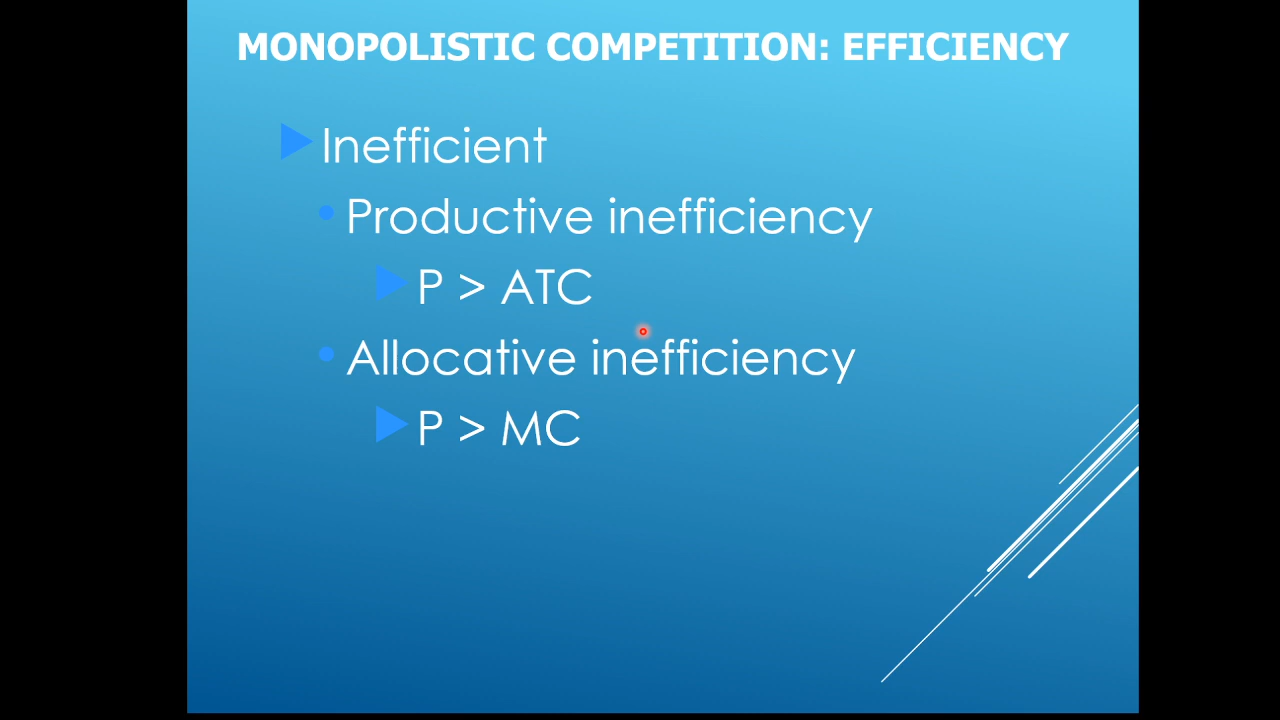 MONOPOLISTIC COMPETITION: EFFICIENCY
Inefficient
Productive inefficiency
P > ATC
Allocative inefficiency
P > MC